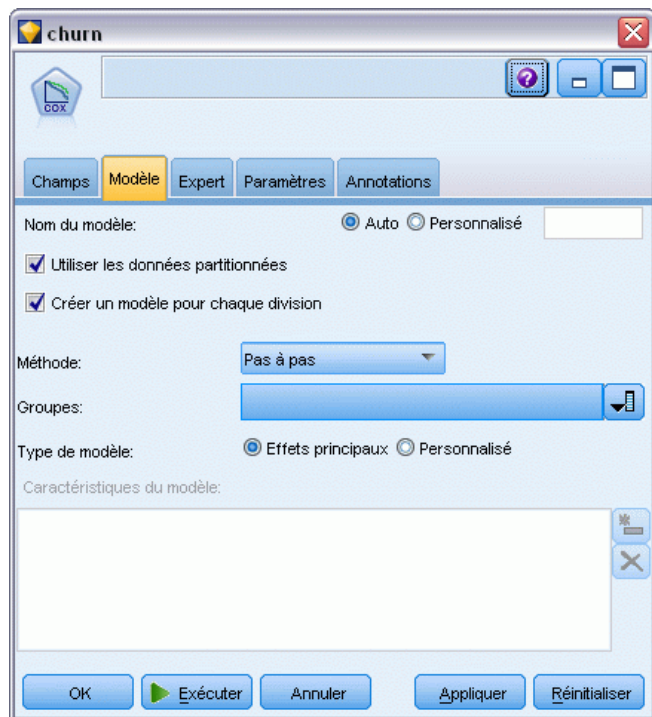 churn
COX
Champs Modèle Expert Paramètres Annotations
Nom du modèle: Auto Personnalisé
Utiliser les données partitionnées
Créer un modèle pour chaque division
Méthode: Pas à pas
Groupes:
Type de modèle: Effets principaux Personnalisé
Caractéristiques du modèle:
OK Exécuter Annuler Appliquer Réinitialiser